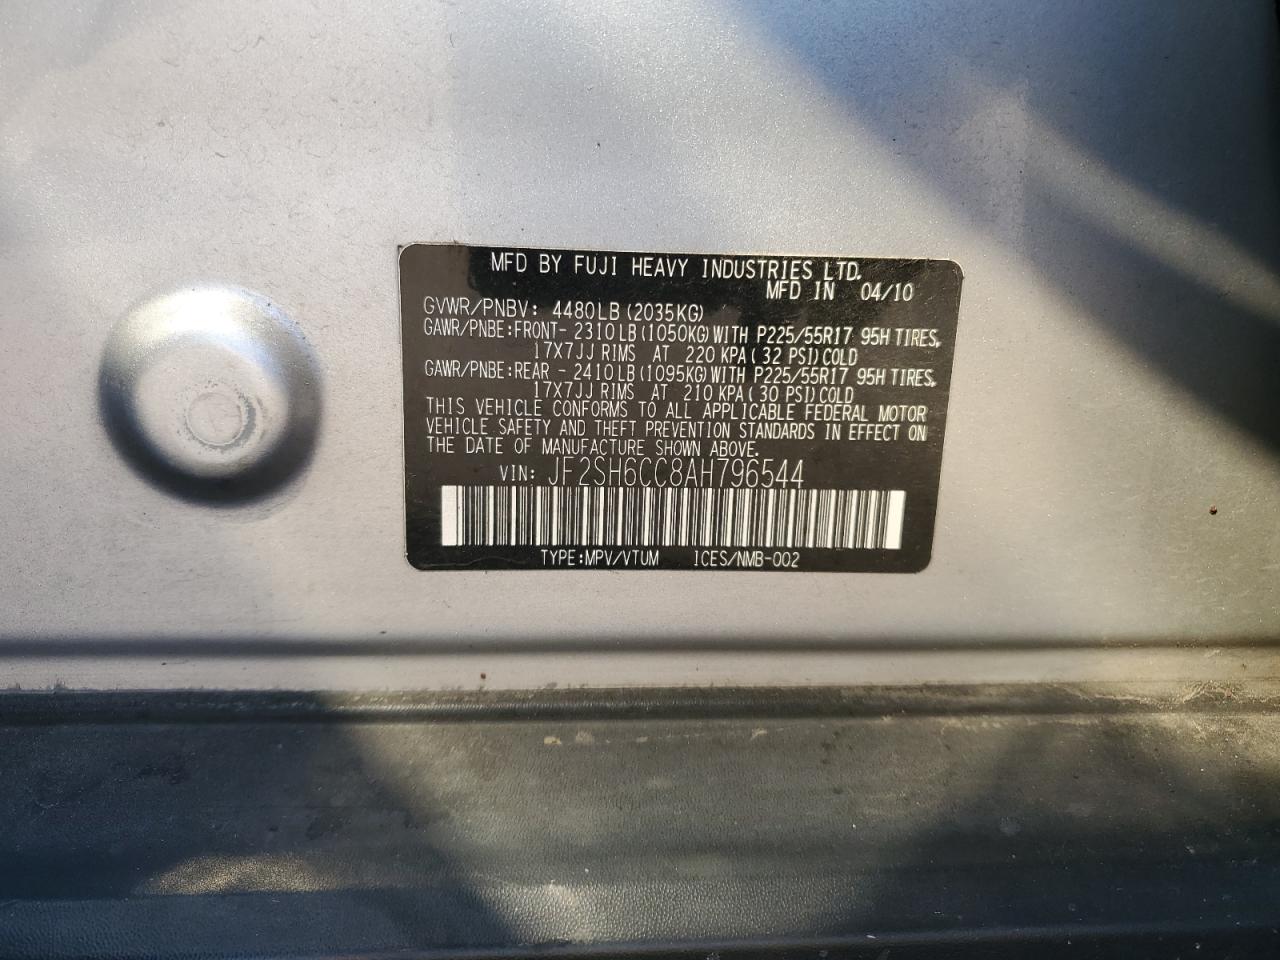 MFD BY FUJI HEAVY INDUSTRIES LTD.
MFD IN 04/10
GVWR/PNBV: 4480LB (2035KG)
GAWR/PNBE:FRONT- 2310LB (1050KG) WITH P225/55R17 95H TIRES,
17X7JJ RIMS AT 220 KPA ( 32 PSI) COLD
GAWR/PNBE:REAR - 2410LB (1095KG) WITH P225/55R17 95H TIRES,
17X7JJ RIMS AT 210 KPA ( 30 PSI) COLD
THIS VEHICLE CONFORMS TO ALL APPLICABLE FEDERAL MOTOR
VEHICLE SAFETY AND THEFT PREVENTION STANDARDS IN EFFECT ON
THE DATE OF MANUFACTURE SHOWN ABOVE.
VIN: JF2SH6CC8AH796544
TYPE:MPV/VTUM ICES/NMB-002